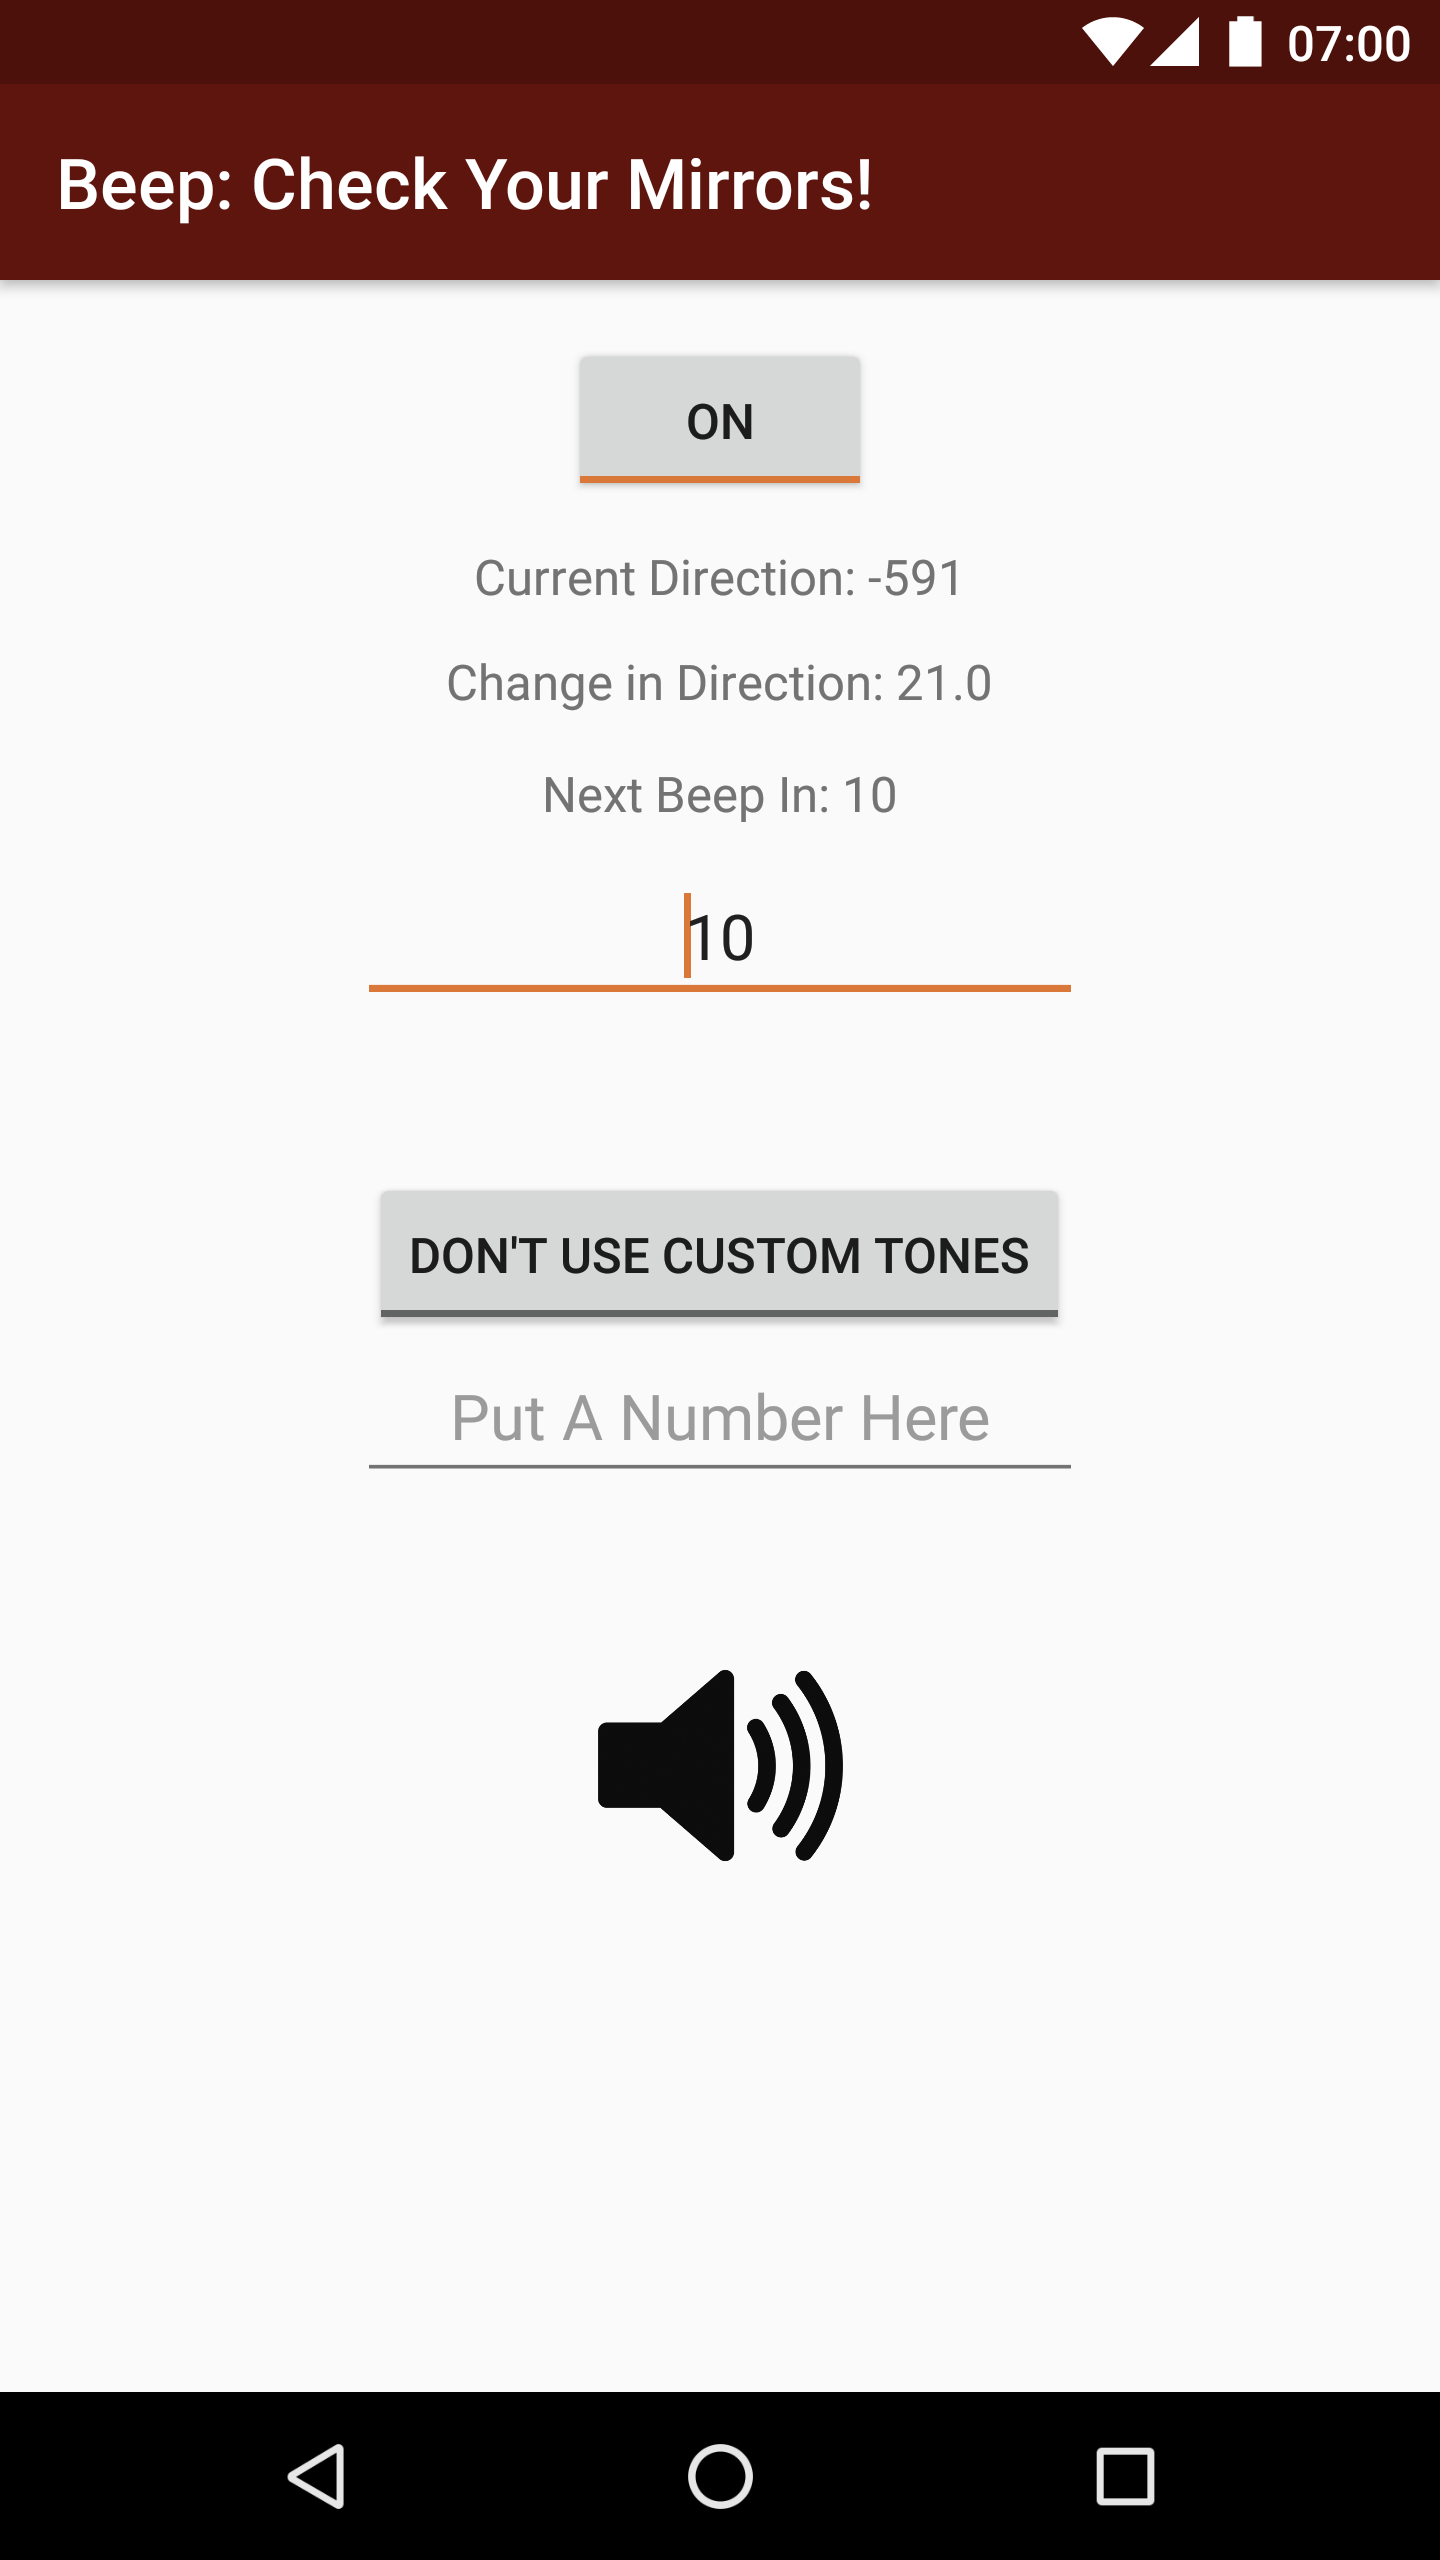 07:00
Beep: Check Your Mirrors!
ON
Current Direction: -591
Change in Direction: 21.0
Next Beep In: 10
10
DON'T USE CUSTOM TONES
Put A Number Here